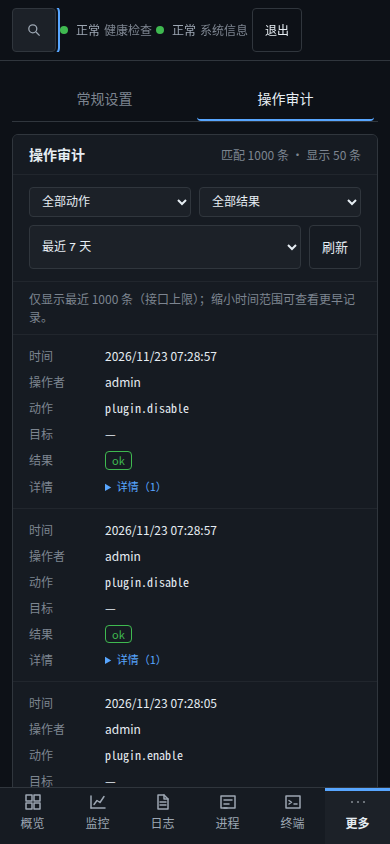 正常 健康检查 正常 系统信息 退出
常规设置 操作审计
操作审计 匹配 1000 条 · 显示 50 条
全部动作 全部结果
最近 7 天 刷新
仅显示最近 1000 条（接口上限）；缩小时间范围可查看更早记
录。
时间 2026/11/23 07:28:57
操作者 admin
动作 plugin.disable
目标 —
结果 ok
详情 ▶ 详情（1）
时间 2026/11/23 07:28:57
操作者 admin
动作 plugin.disable
目标 —
结果 ok
详情 ▶ 详情（1）
时间 2026/11/23 07:28:05
操作者 admin
动作 plugin.enable
目标 —
概览 监控 日志 进程 终端 更多